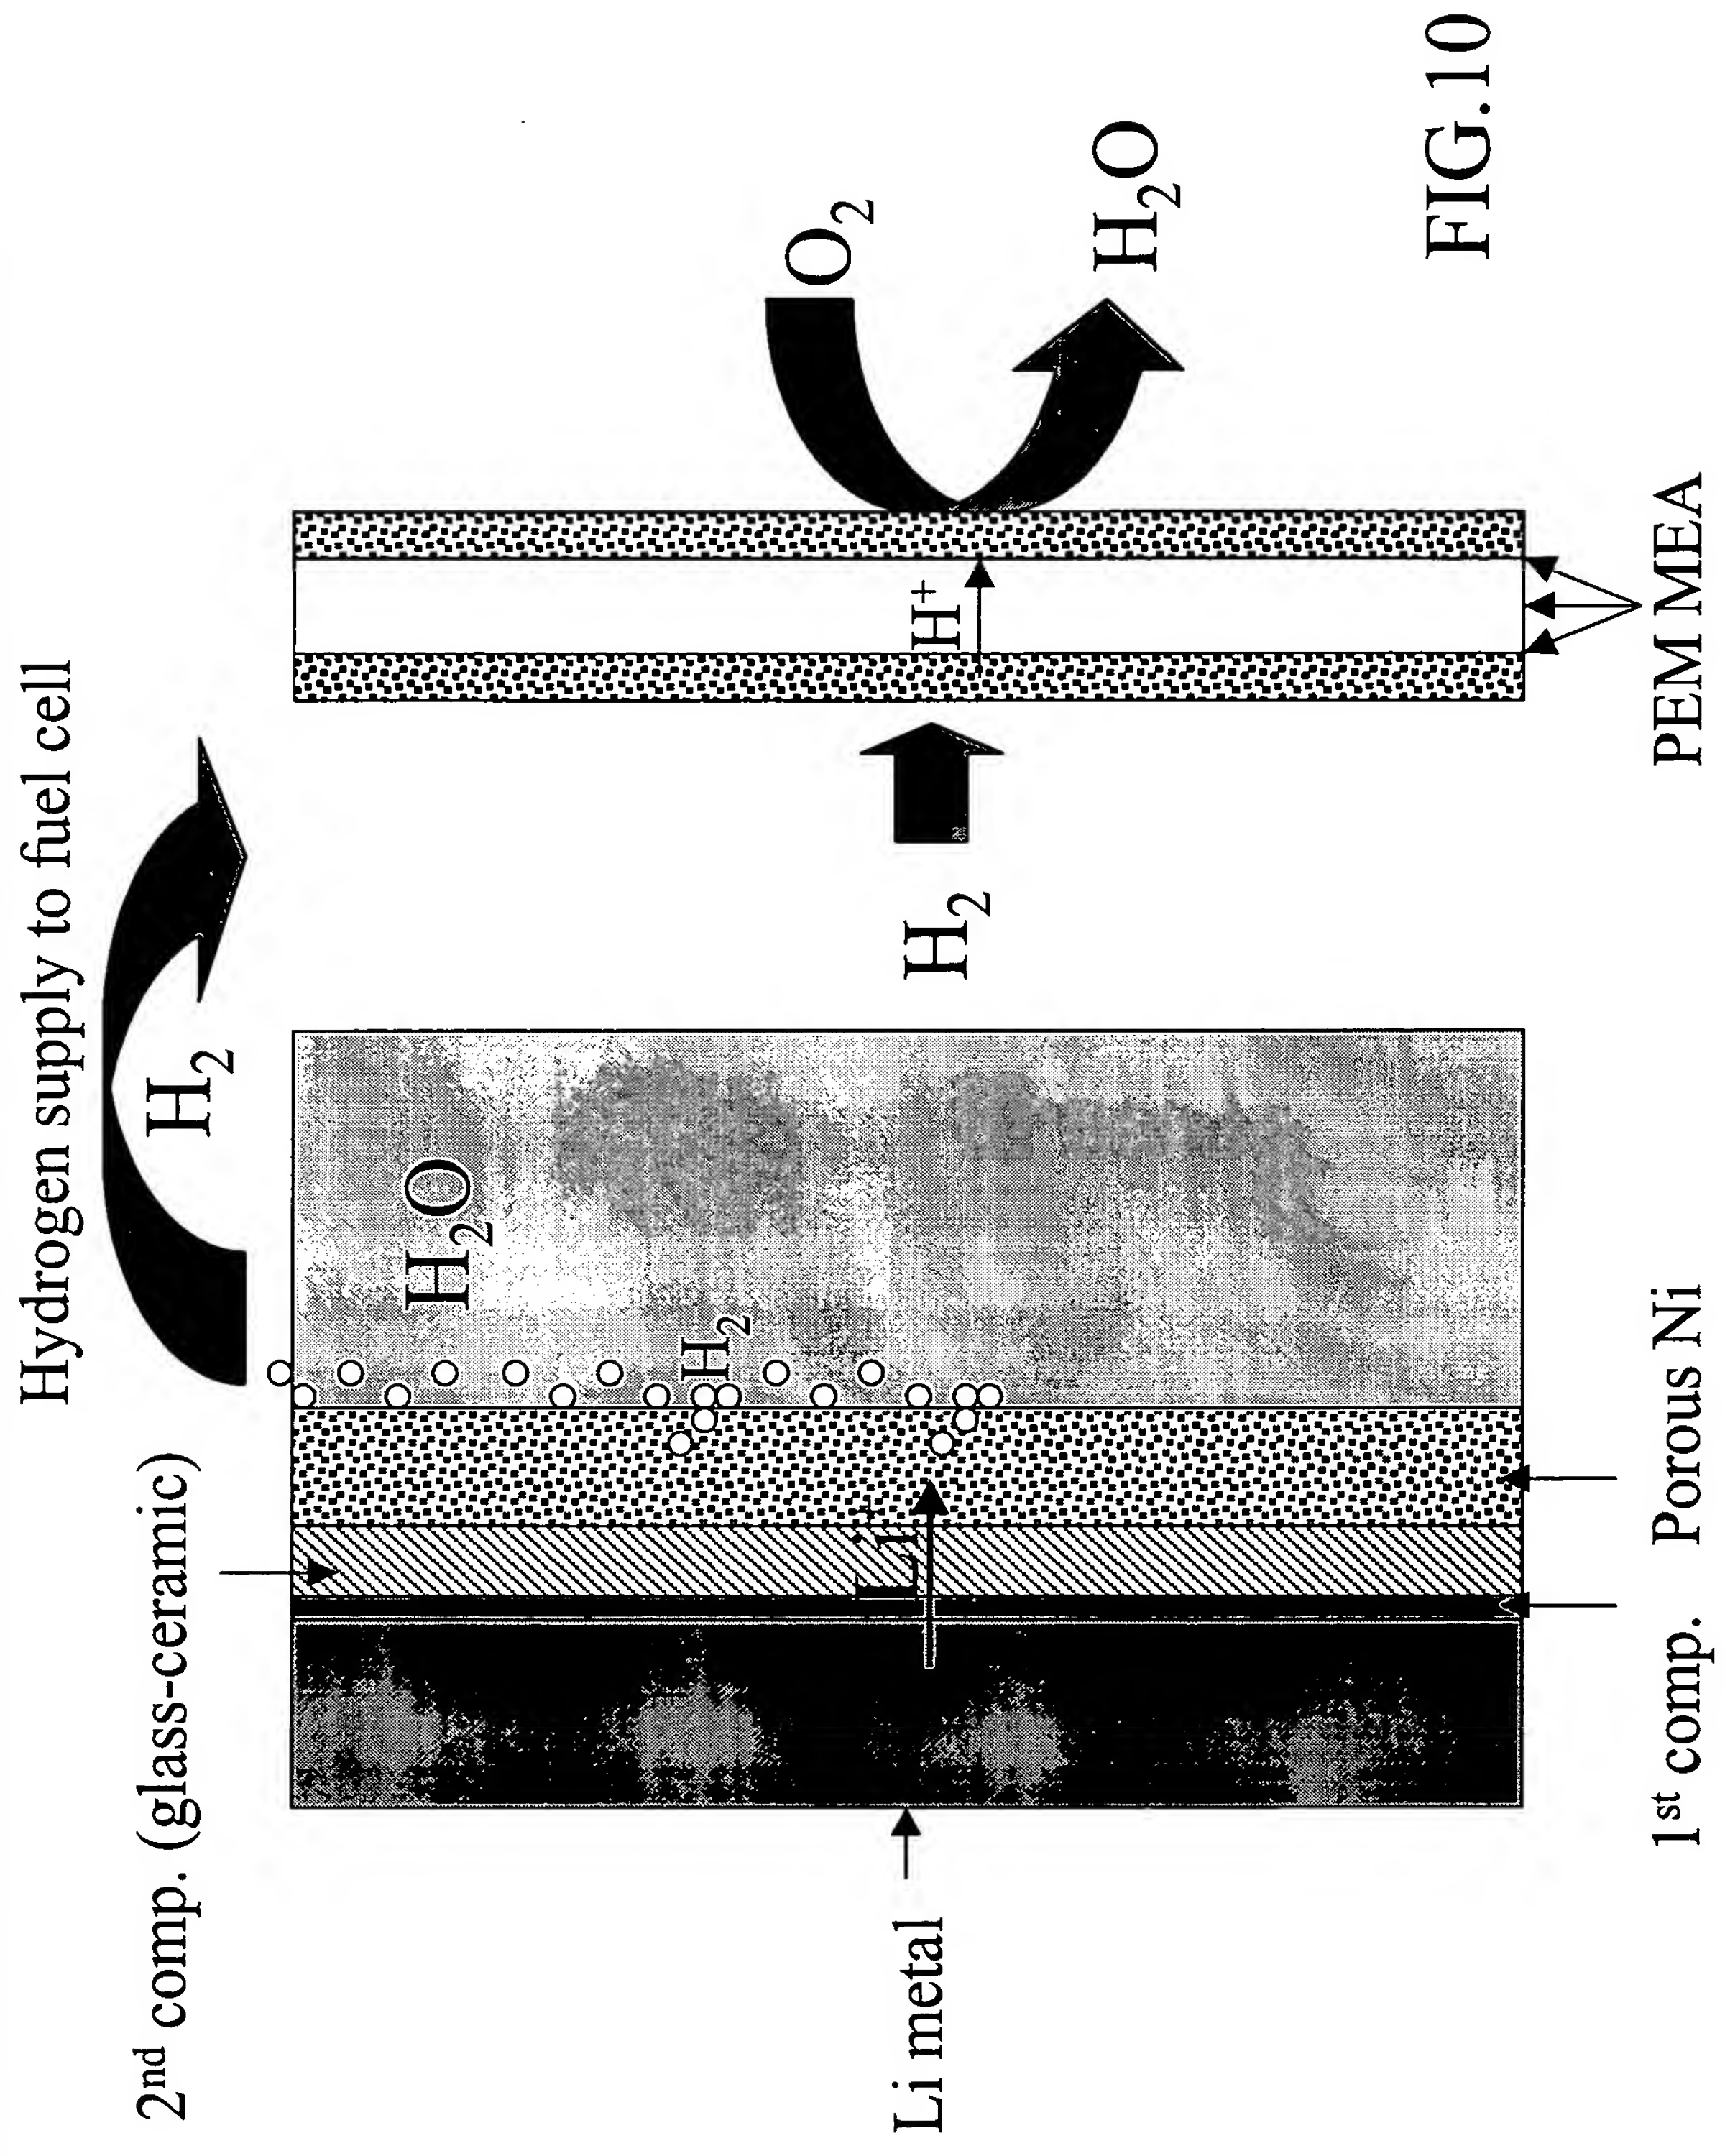 Hydrogen supply to fuel cell
2nd comp. (glass-ceramic)
H2
H2O
H2
Li+
Li metal
H2
H+
O2
H2O
1st comp.
Porous Ni
PEM MEA
FIG.10